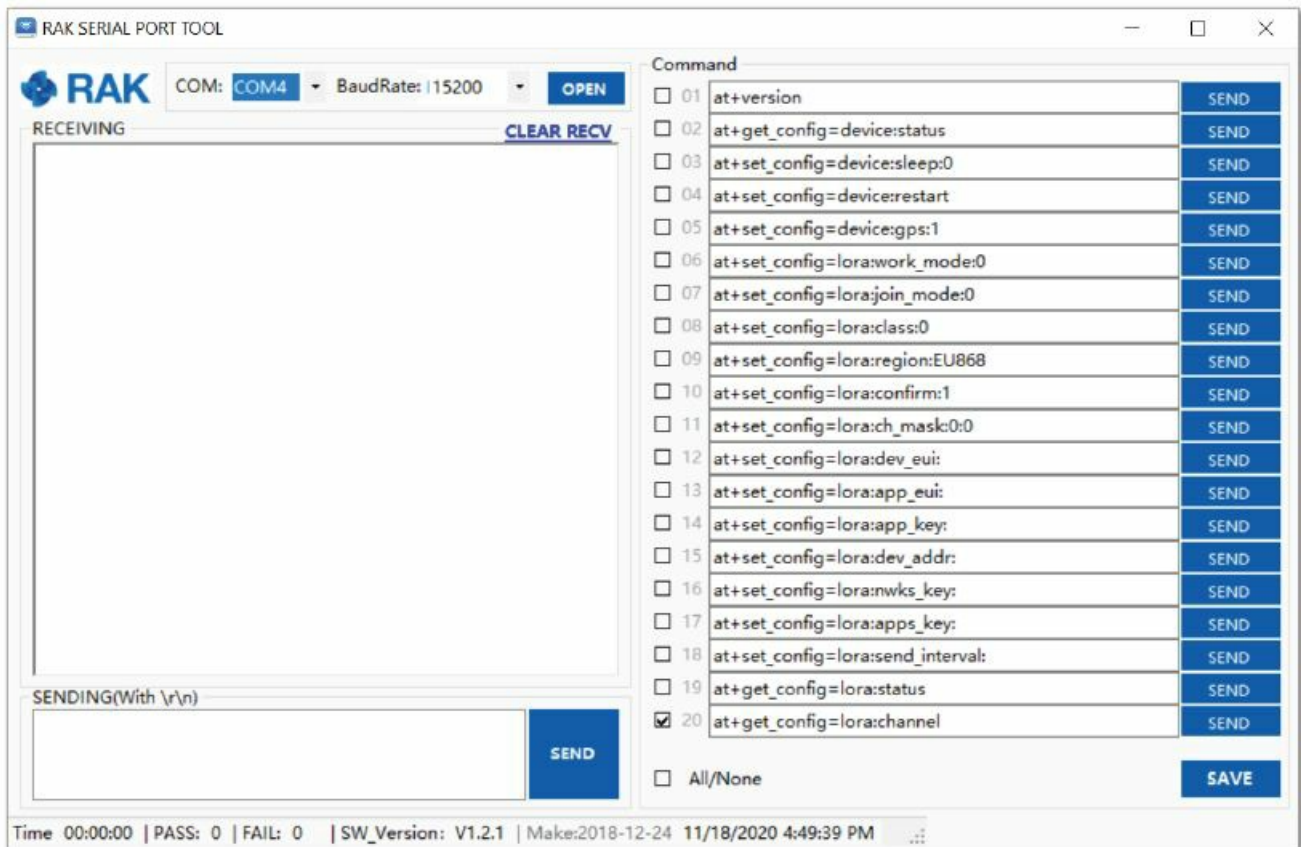 RAK SERIAL PORT TOOL
RAK
COM: COM4 BaudRate: 115200 OPEN
RECEIVING CLEAR RECV
SENDING(With \r\n)
SEND
Command
01 at+version SEND
02 at+get_config=device:status SEND
03 at+set_config=device:sleep:0 SEND
04 at+set_config=device:restart SEND
05 at+set_config=device:gps:1 SEND
06 at+set_config=lora:work_mode:0 SEND
07 at+set_config=lora:join_mode:0 SEND
08 at+set_config=lora:class:0 SEND
09 at+set_config=lora:region:EU868 SEND
10 at+set_config=lora:confirm:1 SEND
11 at+set_config=lora:ch_mask:0:0 SEND
12 at+set_config=lora:dev_eui: SEND
13 at+set_config=lora:app_eui: SEND
14 at+set_config=lora:app_key: SEND
15 at+set_config=lora:dev_addr: SEND
16 at+set_config=lora:nwks_key: SEND
17 at+set_config=lora:apps_key: SEND
18 at+set_config=lora:send_interval: SEND
19 at+get_config=lora:status SEND
20 at+get_config=lora:channel SEND
All/None SAVE
Time 00:00:00 | PASS: 0 | FAIL: 0 | SW_Version: V1.2.1 | Make:2018-12-24 11/18/2020 4:49:39 PM